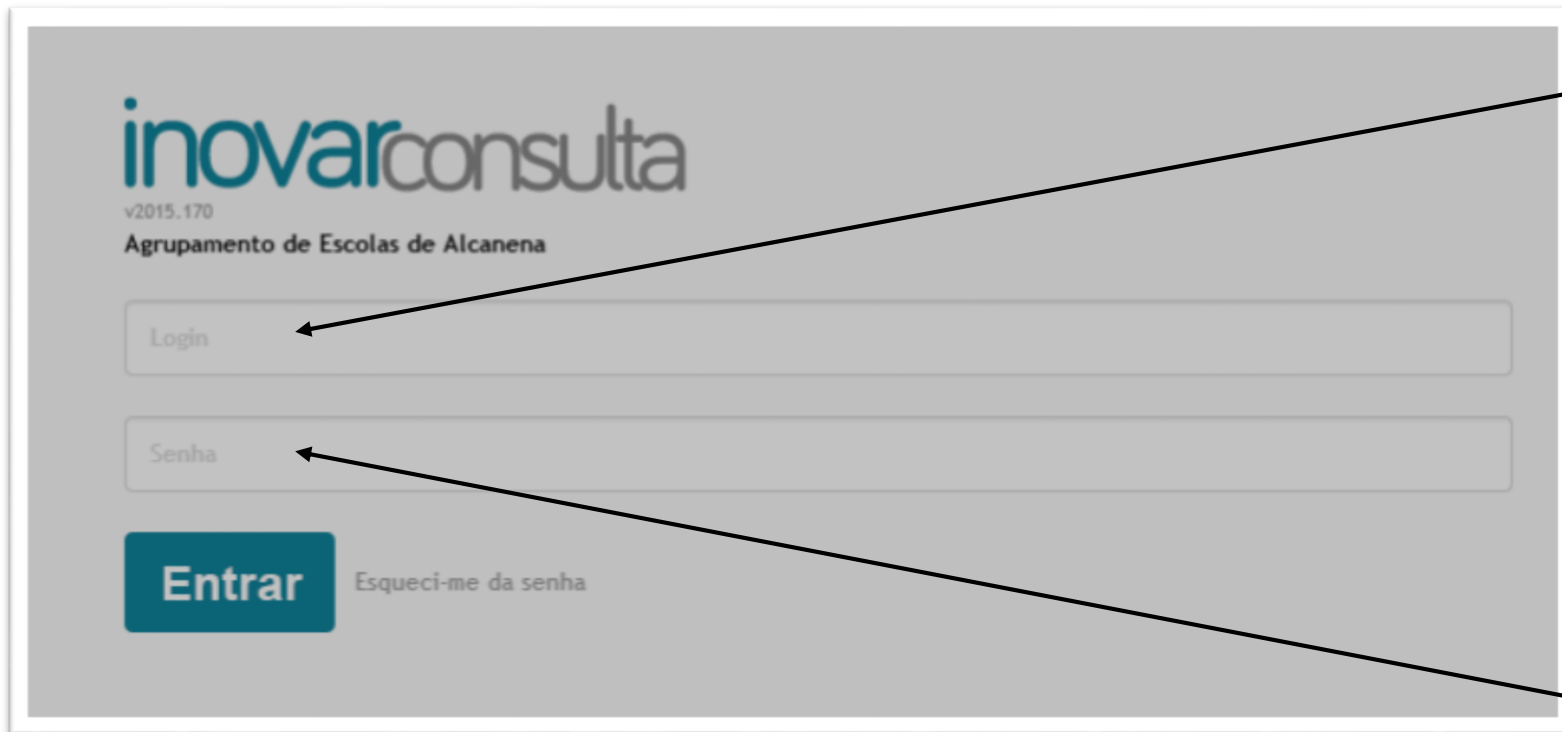 inovarconsulta
v2015.170
Agrupamento de Escolas de Alcanena
Login
Senha
Entrar Esqueci-me da senha